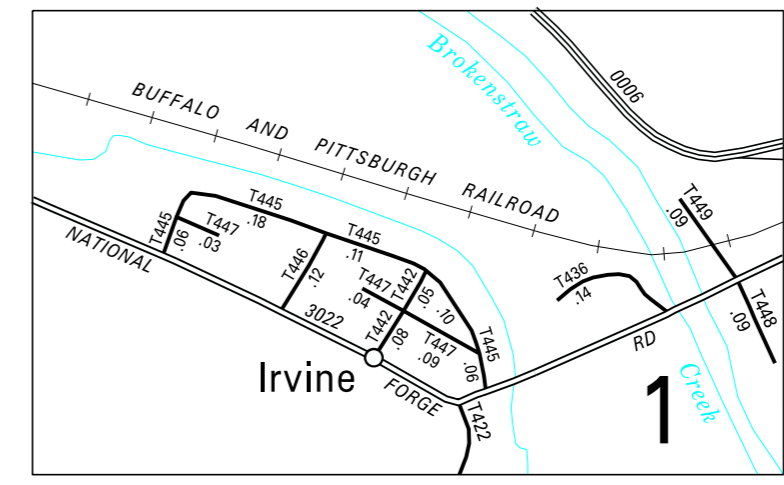 Brokenstraw
0006
BUFFALO AND PITTSBURGH RAILROAD
T449
.09
T445
.18
T445
.06
T447
.03
T445
.11
T446
.12
T447
.04
T442
.05
.10
T436
.14
NATIONAL
3022
T442
.08
T447
.09
T445
.06
T448
.09
RD
Irvine
FORGE
T422
1
Creek